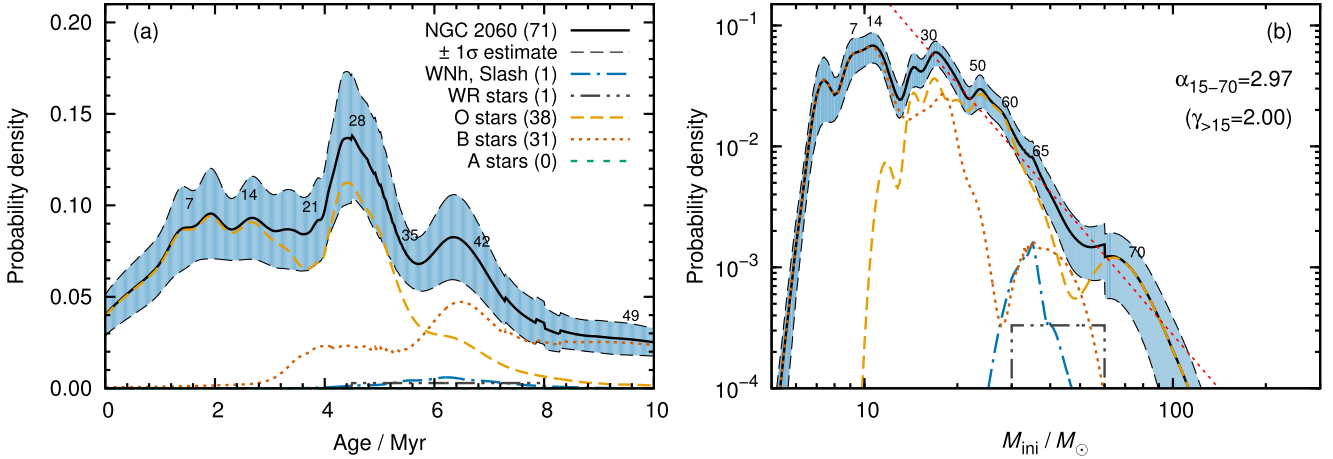 (a)
NGC 2060 (71)
± 1σ estimate
WNh, Slash (1)
WR stars (1)
O stars (38)
B stars (31)
A stars (0)
7
14
21
28
35
42
49
0.20
0.15
0.10
0.05
0.00
Probability density
0 2 4 6 8 10
Age / Myr
(b)
α15−70=2.97
(γ>15=2.00)
7 14
30
50
60
65
70
10−1
10−2
10−3
10−4
Probability density
10 100
Mini / M⊙